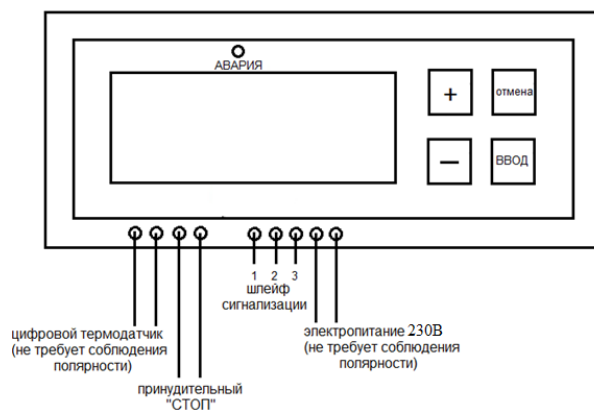 АВАРИЯ
+
отмена
−
ВВОД
1 2 3
шлейф
сигнализации
цифровой термодатчик
(не требует соблюдения
полярности)
электропитание 230В
(не требует соблюдения
полярности)
принудительный
"СТОП"